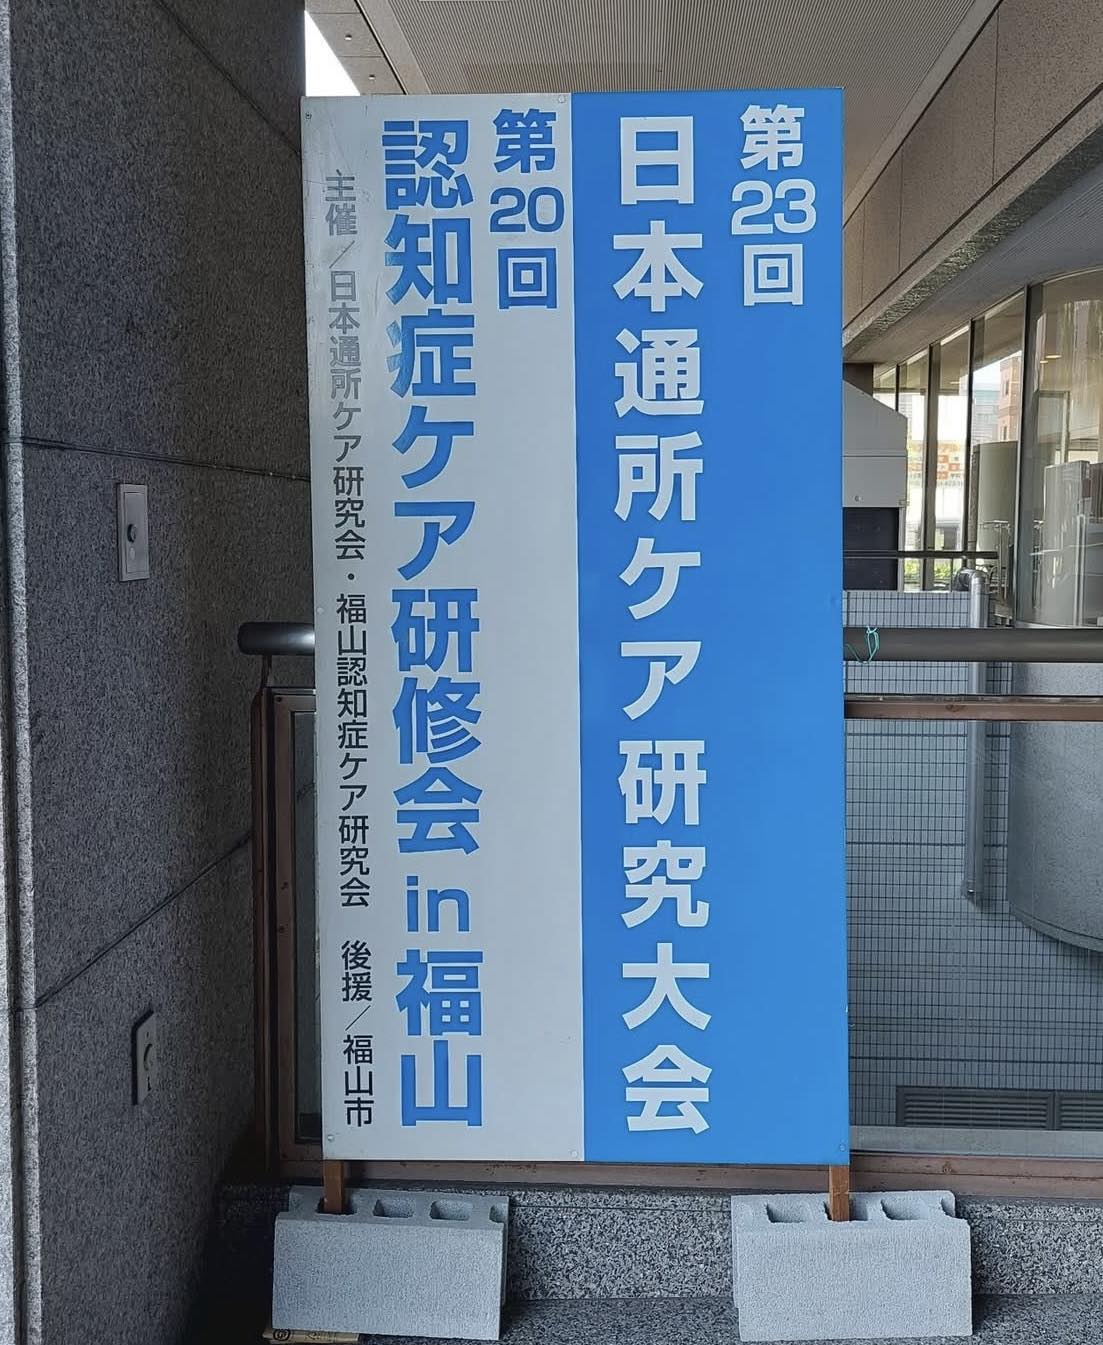 第23回
日本通所ケア研究大会
第20回
認知症ケア研修会in福山
主催／日本通所ケア研究会・福山認知症ケア研究会　後援／福山市